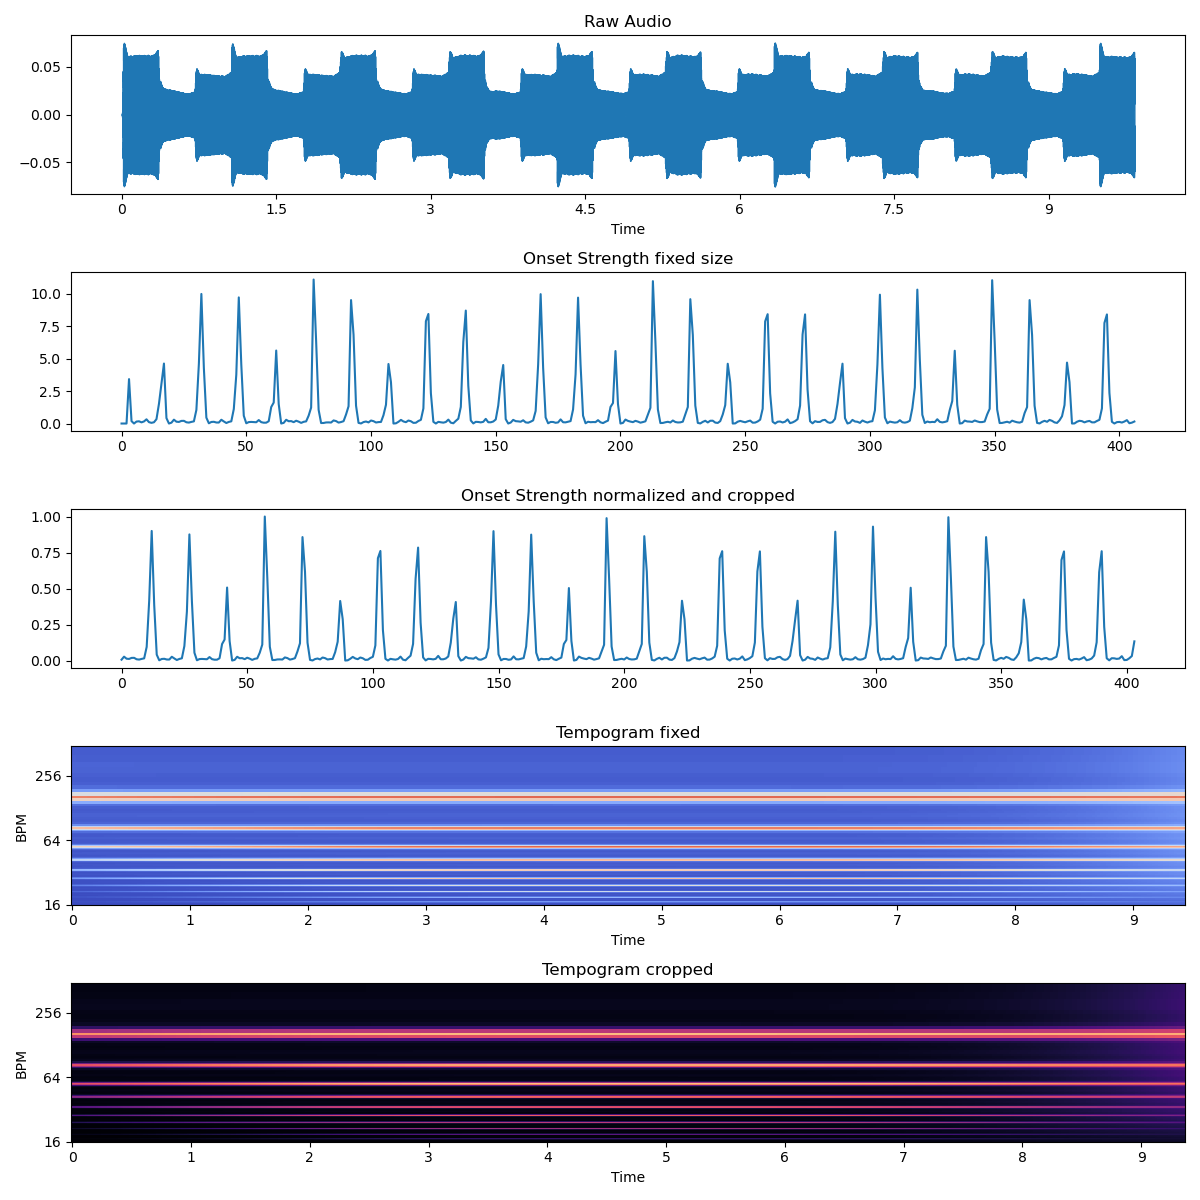 Raw Audio
0.05
0.00
−0.05
0 1.5 3 4.5 6 7.5 9
Time
Onset Strength fixed size
10.0
7.5
5.0
2.5
0.0
0 50 100 150 200 250 300 350 400
Onset Strength normalized and cropped
1.00
0.75
0.50
0.25
0.00
0 50 100 150 200 250 300 350 400
Tempogram fixed
256
64
16
BPM
0 1 2 3 4 5 6 7 8 9
Time
Tempogram cropped
256
64
16
BPM
0 1 2 3 4 5 6 7 8 9
Time